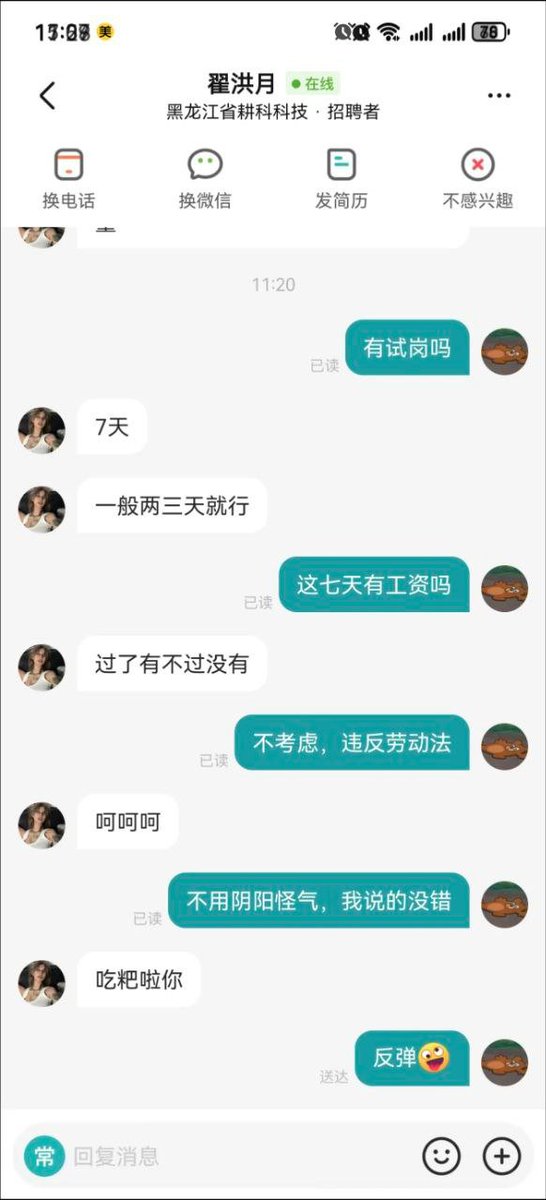 美
翟洪月
在线
黑龙江省耕科科技 · 招聘者
换电话
换微信
发简历
不感兴趣
11:20
有试岗吗
已读
7天
一般两三天就行
这七天有工资吗
已读
过了有不过没有
不考虑，违反劳动法
已读
呵呵呵
不用阴阳怪气，我说的没错
已读
吃粑啦你
反弹🤪
送达
常
回复消息